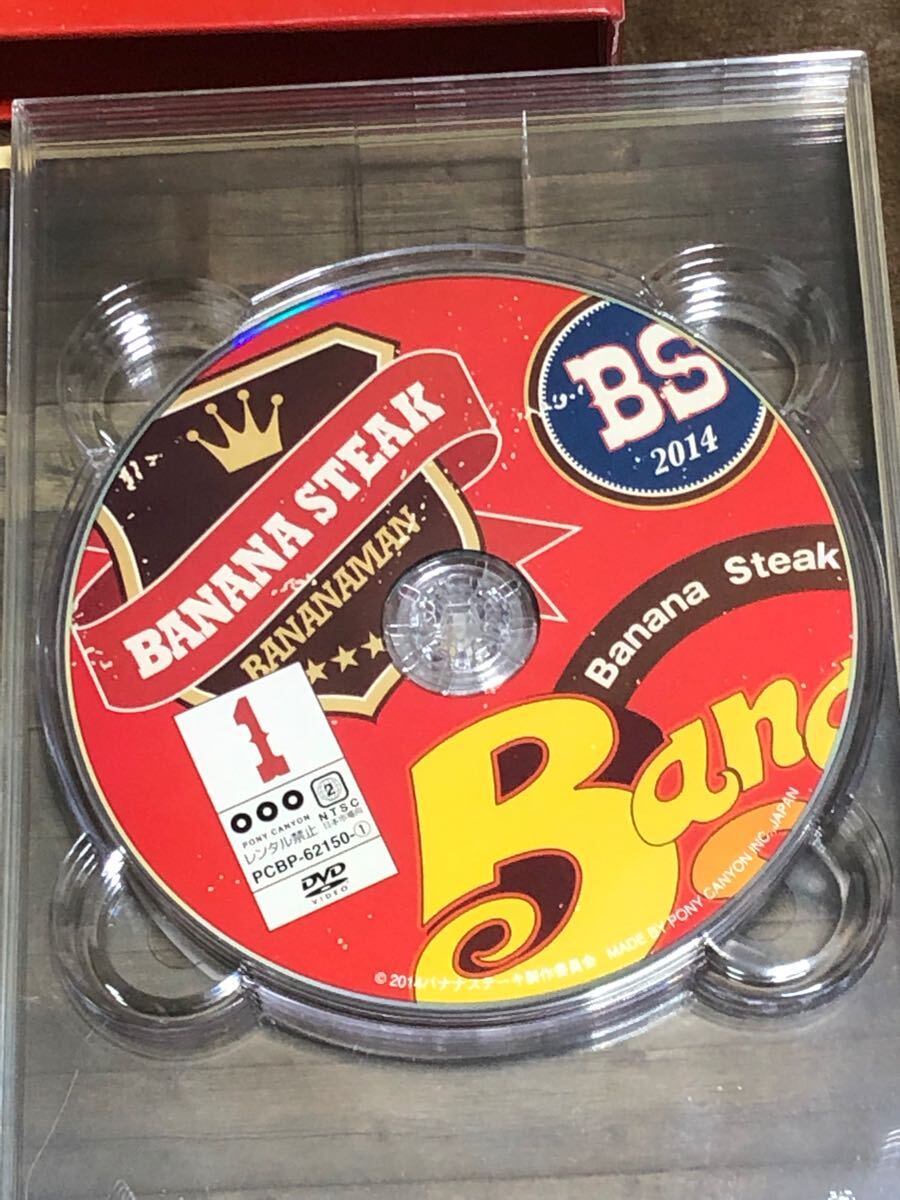 BANANA STEAK
BANANAMAN
BS
2014
Banana Steak
Bana
1
PONY CANYON
2
NTSC
日本市場向
レンタル禁止
PCBP-62150-①
DVD
VIDEO
© 2014バナナステーキ製作委員会 MADE BY PONY CANYON INC., JAPAN